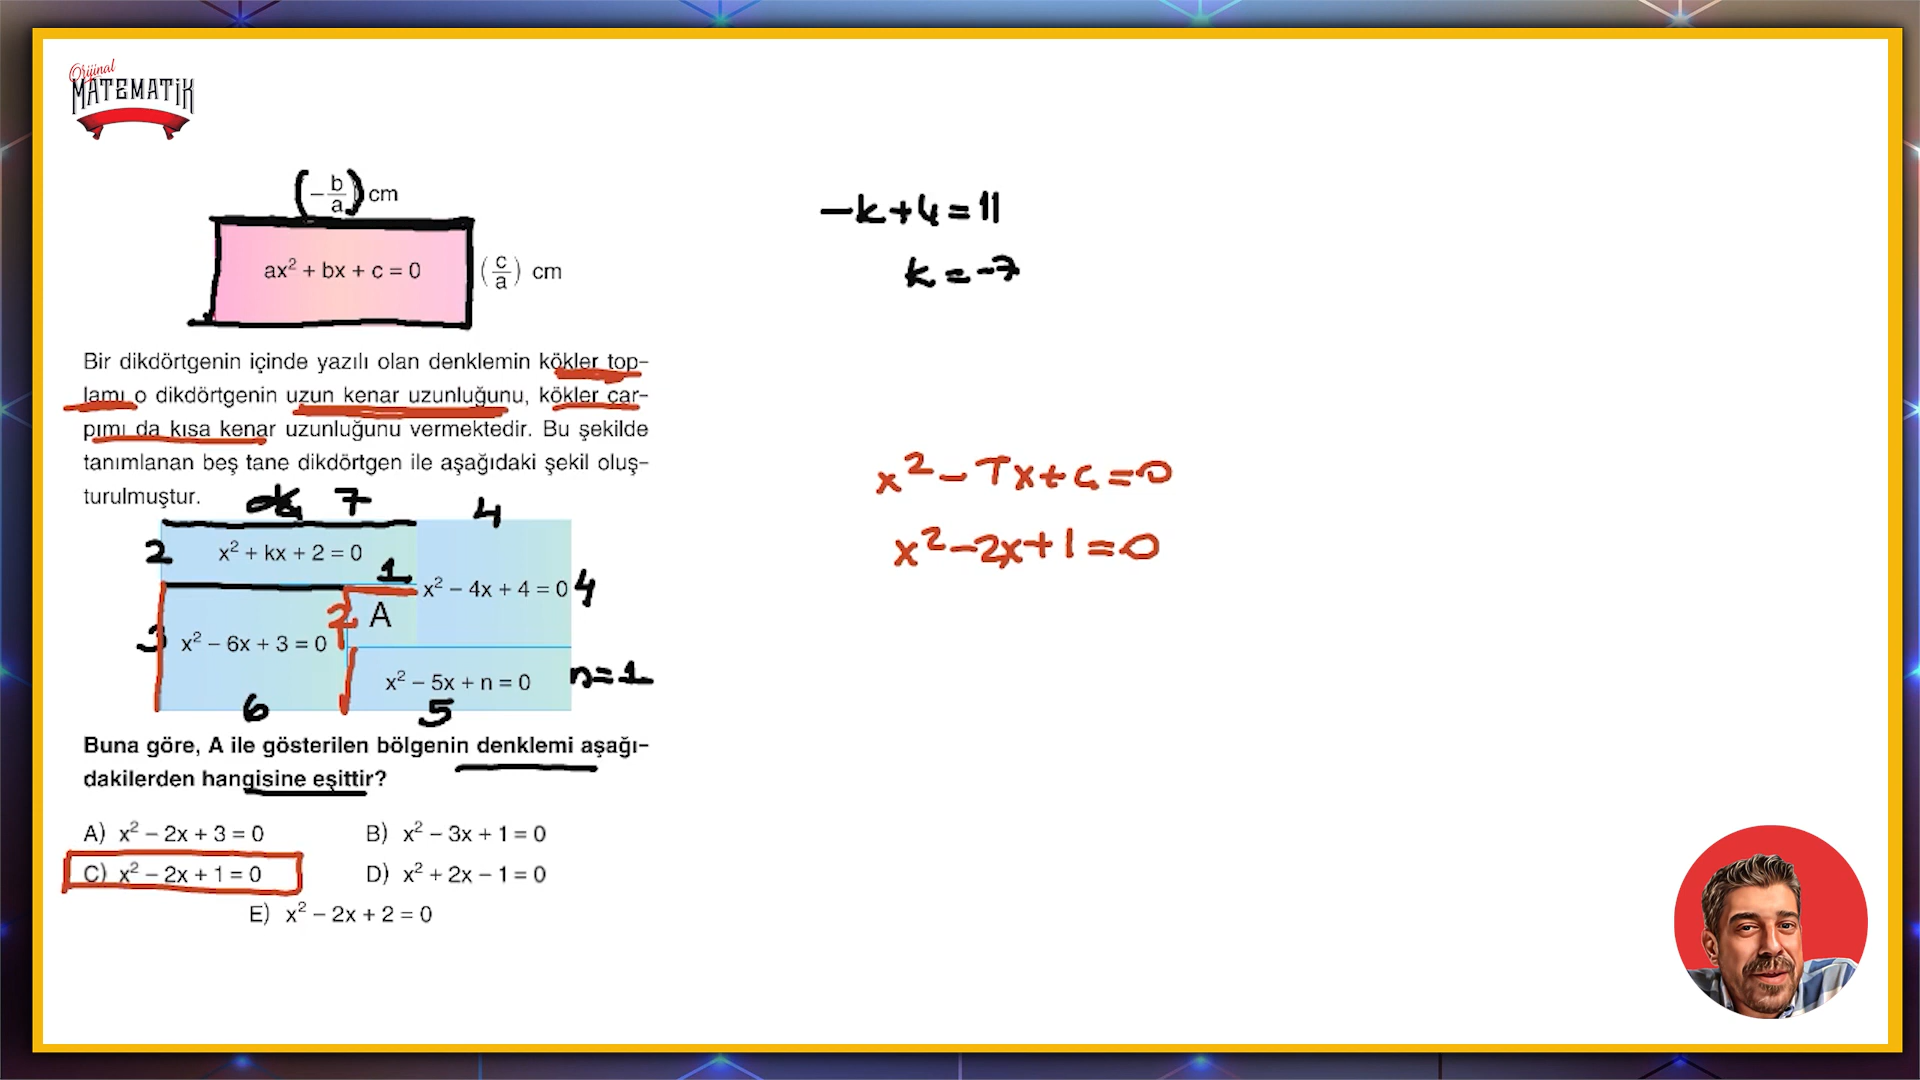 Orijinal
MATEMATİK
(-b/a) cm
ax² + bx + c = 0
(c/a) cm
Bir dikdörtgenin içinde yazılı olan denklemin kökler top-
lamı o dikdörtgenin uzun kenar uzunluğunu, kökler çar-
pımı da kısa kenar uzunluğunu vermektedir. Bu şekilde
tanımlanan beş tane dikdörtgen ile aşağıdaki şekil oluş-
turulmuştur.
7
4
2
x² + kx + 2 = 0
1
x² – 4x + 4 = 0
4
2
A
3
x² – 6x + 3 = 0
x² – 5x + n = 0
n=1
6
5
Buna göre, A ile gösterilen bölgenin denklemi aşağı-
dakilerden hangisine eşittir?
A) x² – 2x + 3 = 0
B) x² – 3x + 1 = 0
C) x² – 2x + 1 = 0
D) x² + 2x – 1 = 0
E) x² – 2x + 2 = 0
-k+4=11
k=-7
x²-Tx+Ç=0
x²-2x+1=0